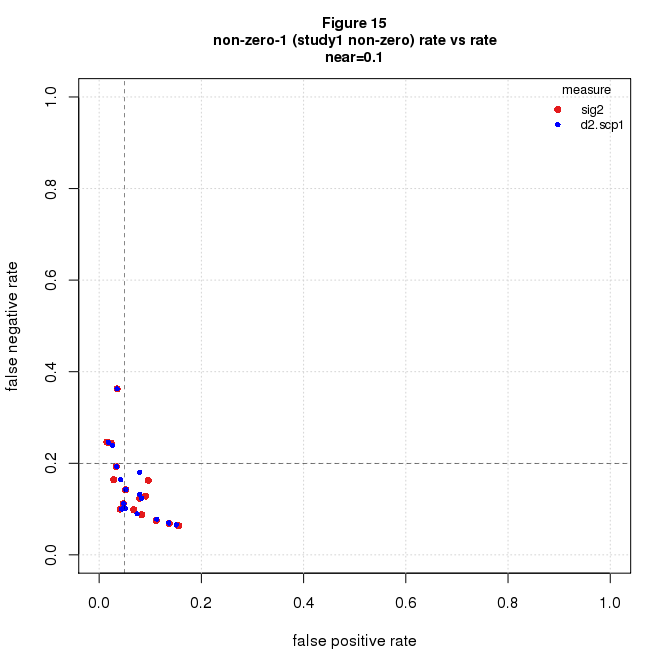 Figure 15
non-zero-1 (study1 non-zero) rate vs rate
near=0.1
measure
sig2
d2.scp1
1.0
0.8
0.6
0.4
0.2
0.0
false negative rate
0.0 0.2 0.4 0.6 0.8 1.0
false positive rate